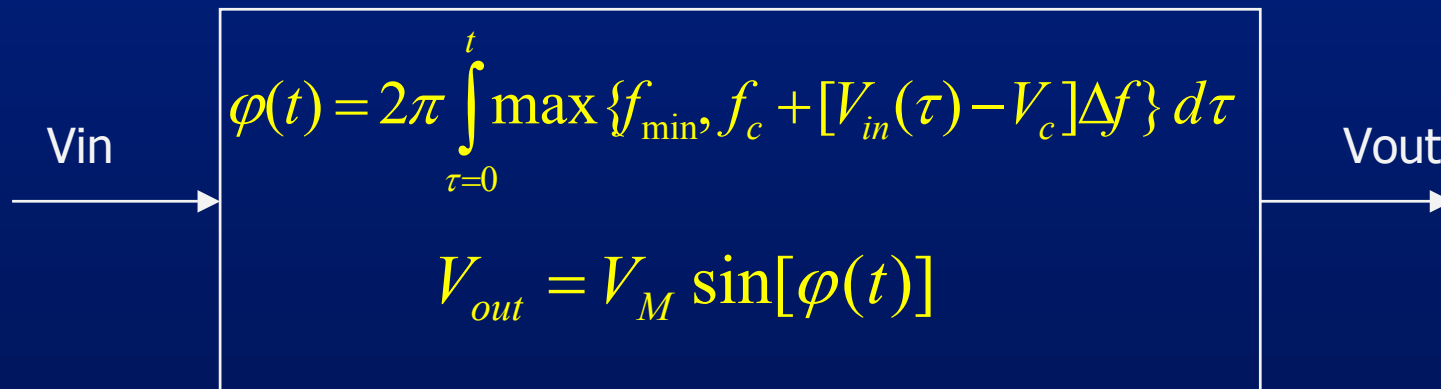 Vin
φ(t) = 2π ∫_{τ=0}^{t} max{f_min, f_c + [V_in(τ) − V_c]Δf} dτ
Vout
V_out = V_M sin[φ(t)]